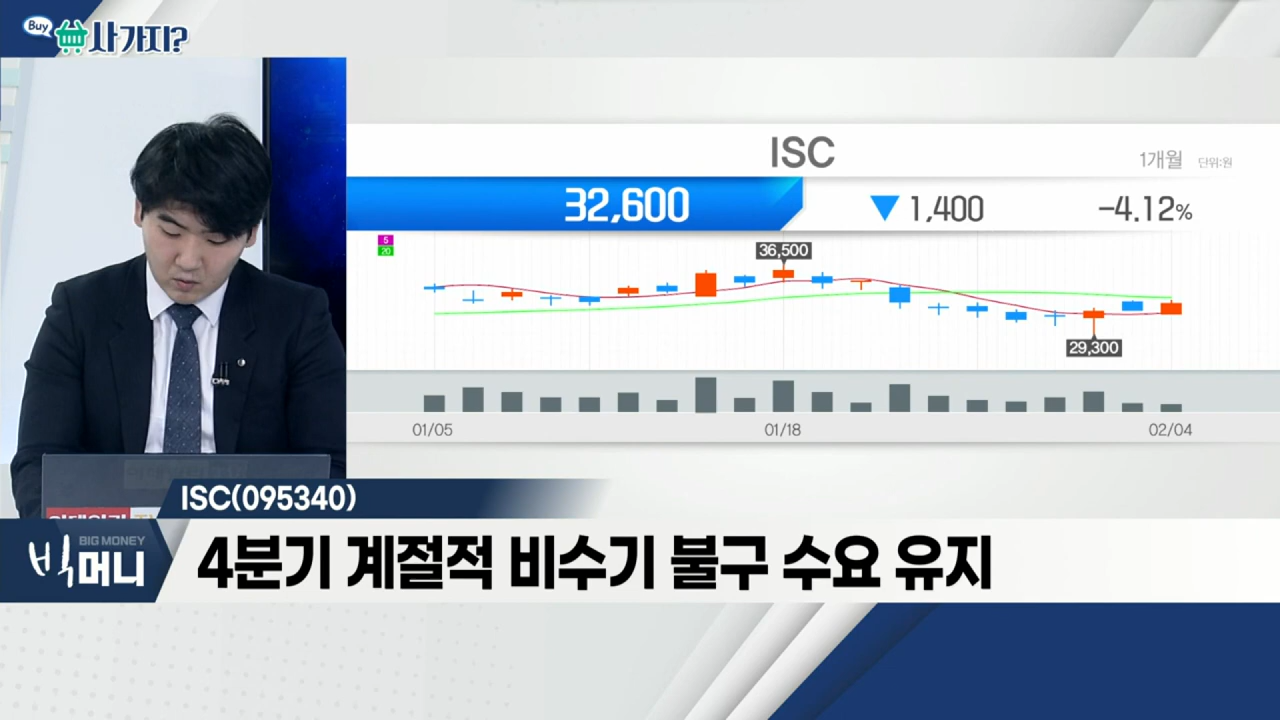 Buy
사가지?
ISC
1개월 단위:원
32,600 ▼ 1,400 -4.12%
5
20
36,500
29,300
01/05 01/18 02/04
ISC(095340)
BIG MONEY
빅머니
4분기 계절적 비수기 불구 수요 유지